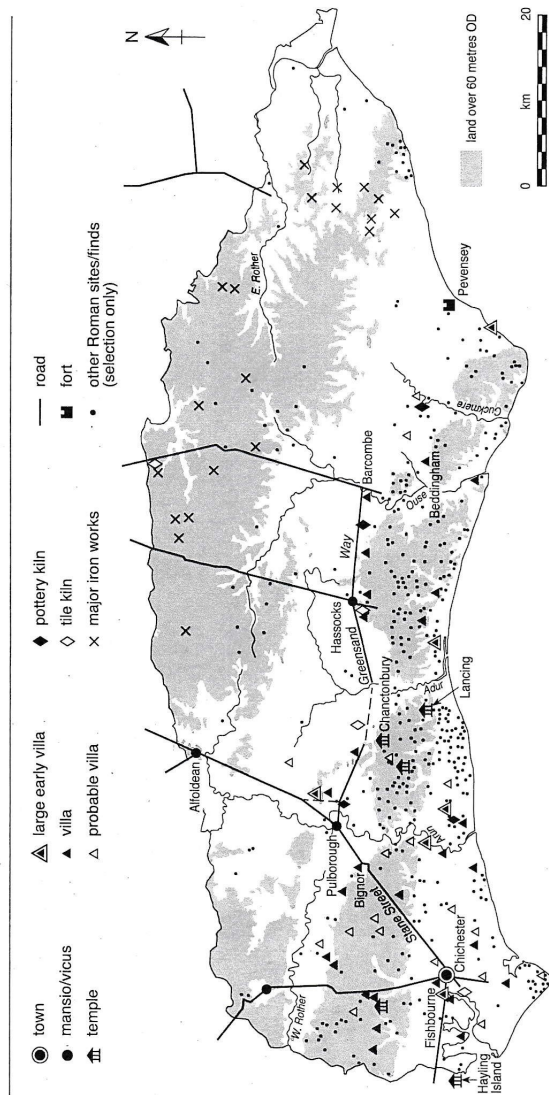 town
mansio/vicus
temple
large early villa
villa
probable villa
pottery kiln
tile kiln
major iron works
road
fort
other Roman sites/finds
(selection only)
N
Alfoldean
E. Rother
W. Rother
Pulborough
Bignor
Stane Street
Hassocks
Greensand
Way
Barcombe
Chanctonbury
Ouse
Beddingham
Cuckmere
Pevensey
Adur
Lancing
Arun
Fishbourne
Chichester
Hayling
Island
land over 60 metres OD
0
km
20